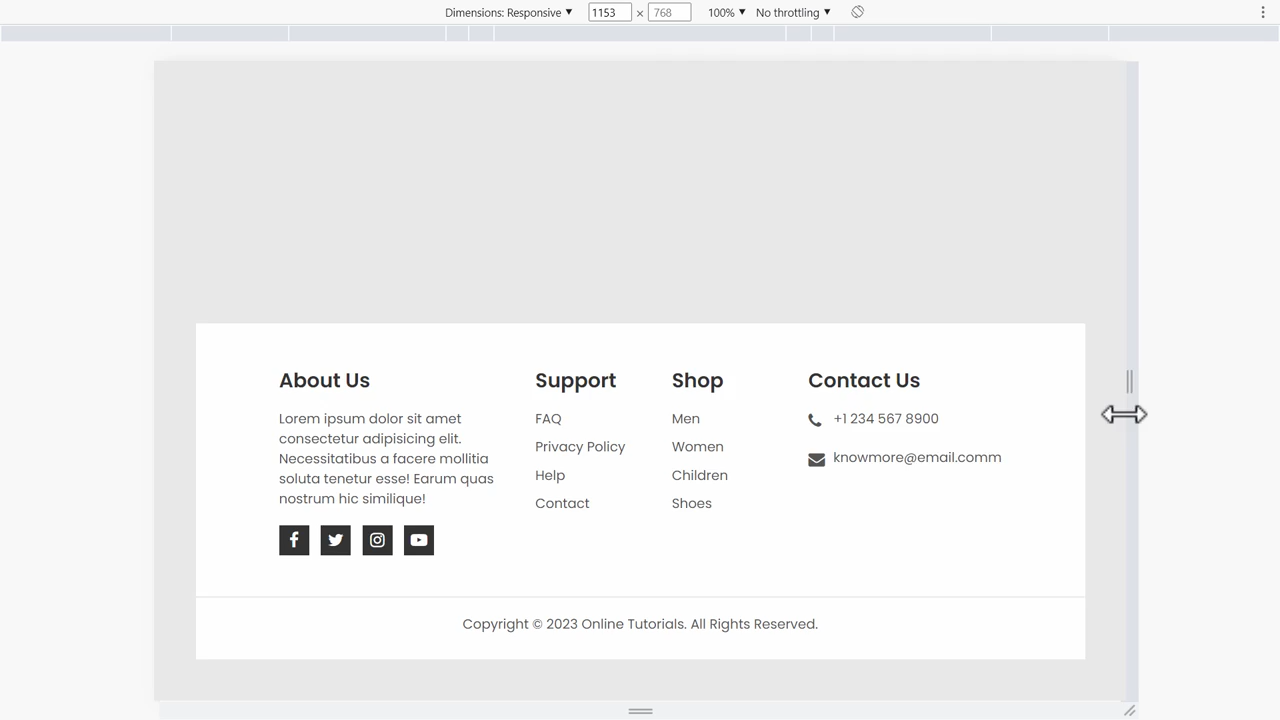 Dimensions: Responsive 1153 × 768 100% No throttling
About Us
Lorem ipsum dolor sit amet
consectetur adipisicing elit.
Necessitatibus a facere mollitia
soluta tenetur esse! Earum quas
nostrum hic similique!
Support
FAQ
Privacy Policy
Help
Contact
Shop
Men
Women
Children
Shoes
Contact Us
+1 234 567 8900
knowmore@email.comm
Copyright © 2023 Online Tutorials. All Rights Reserved.